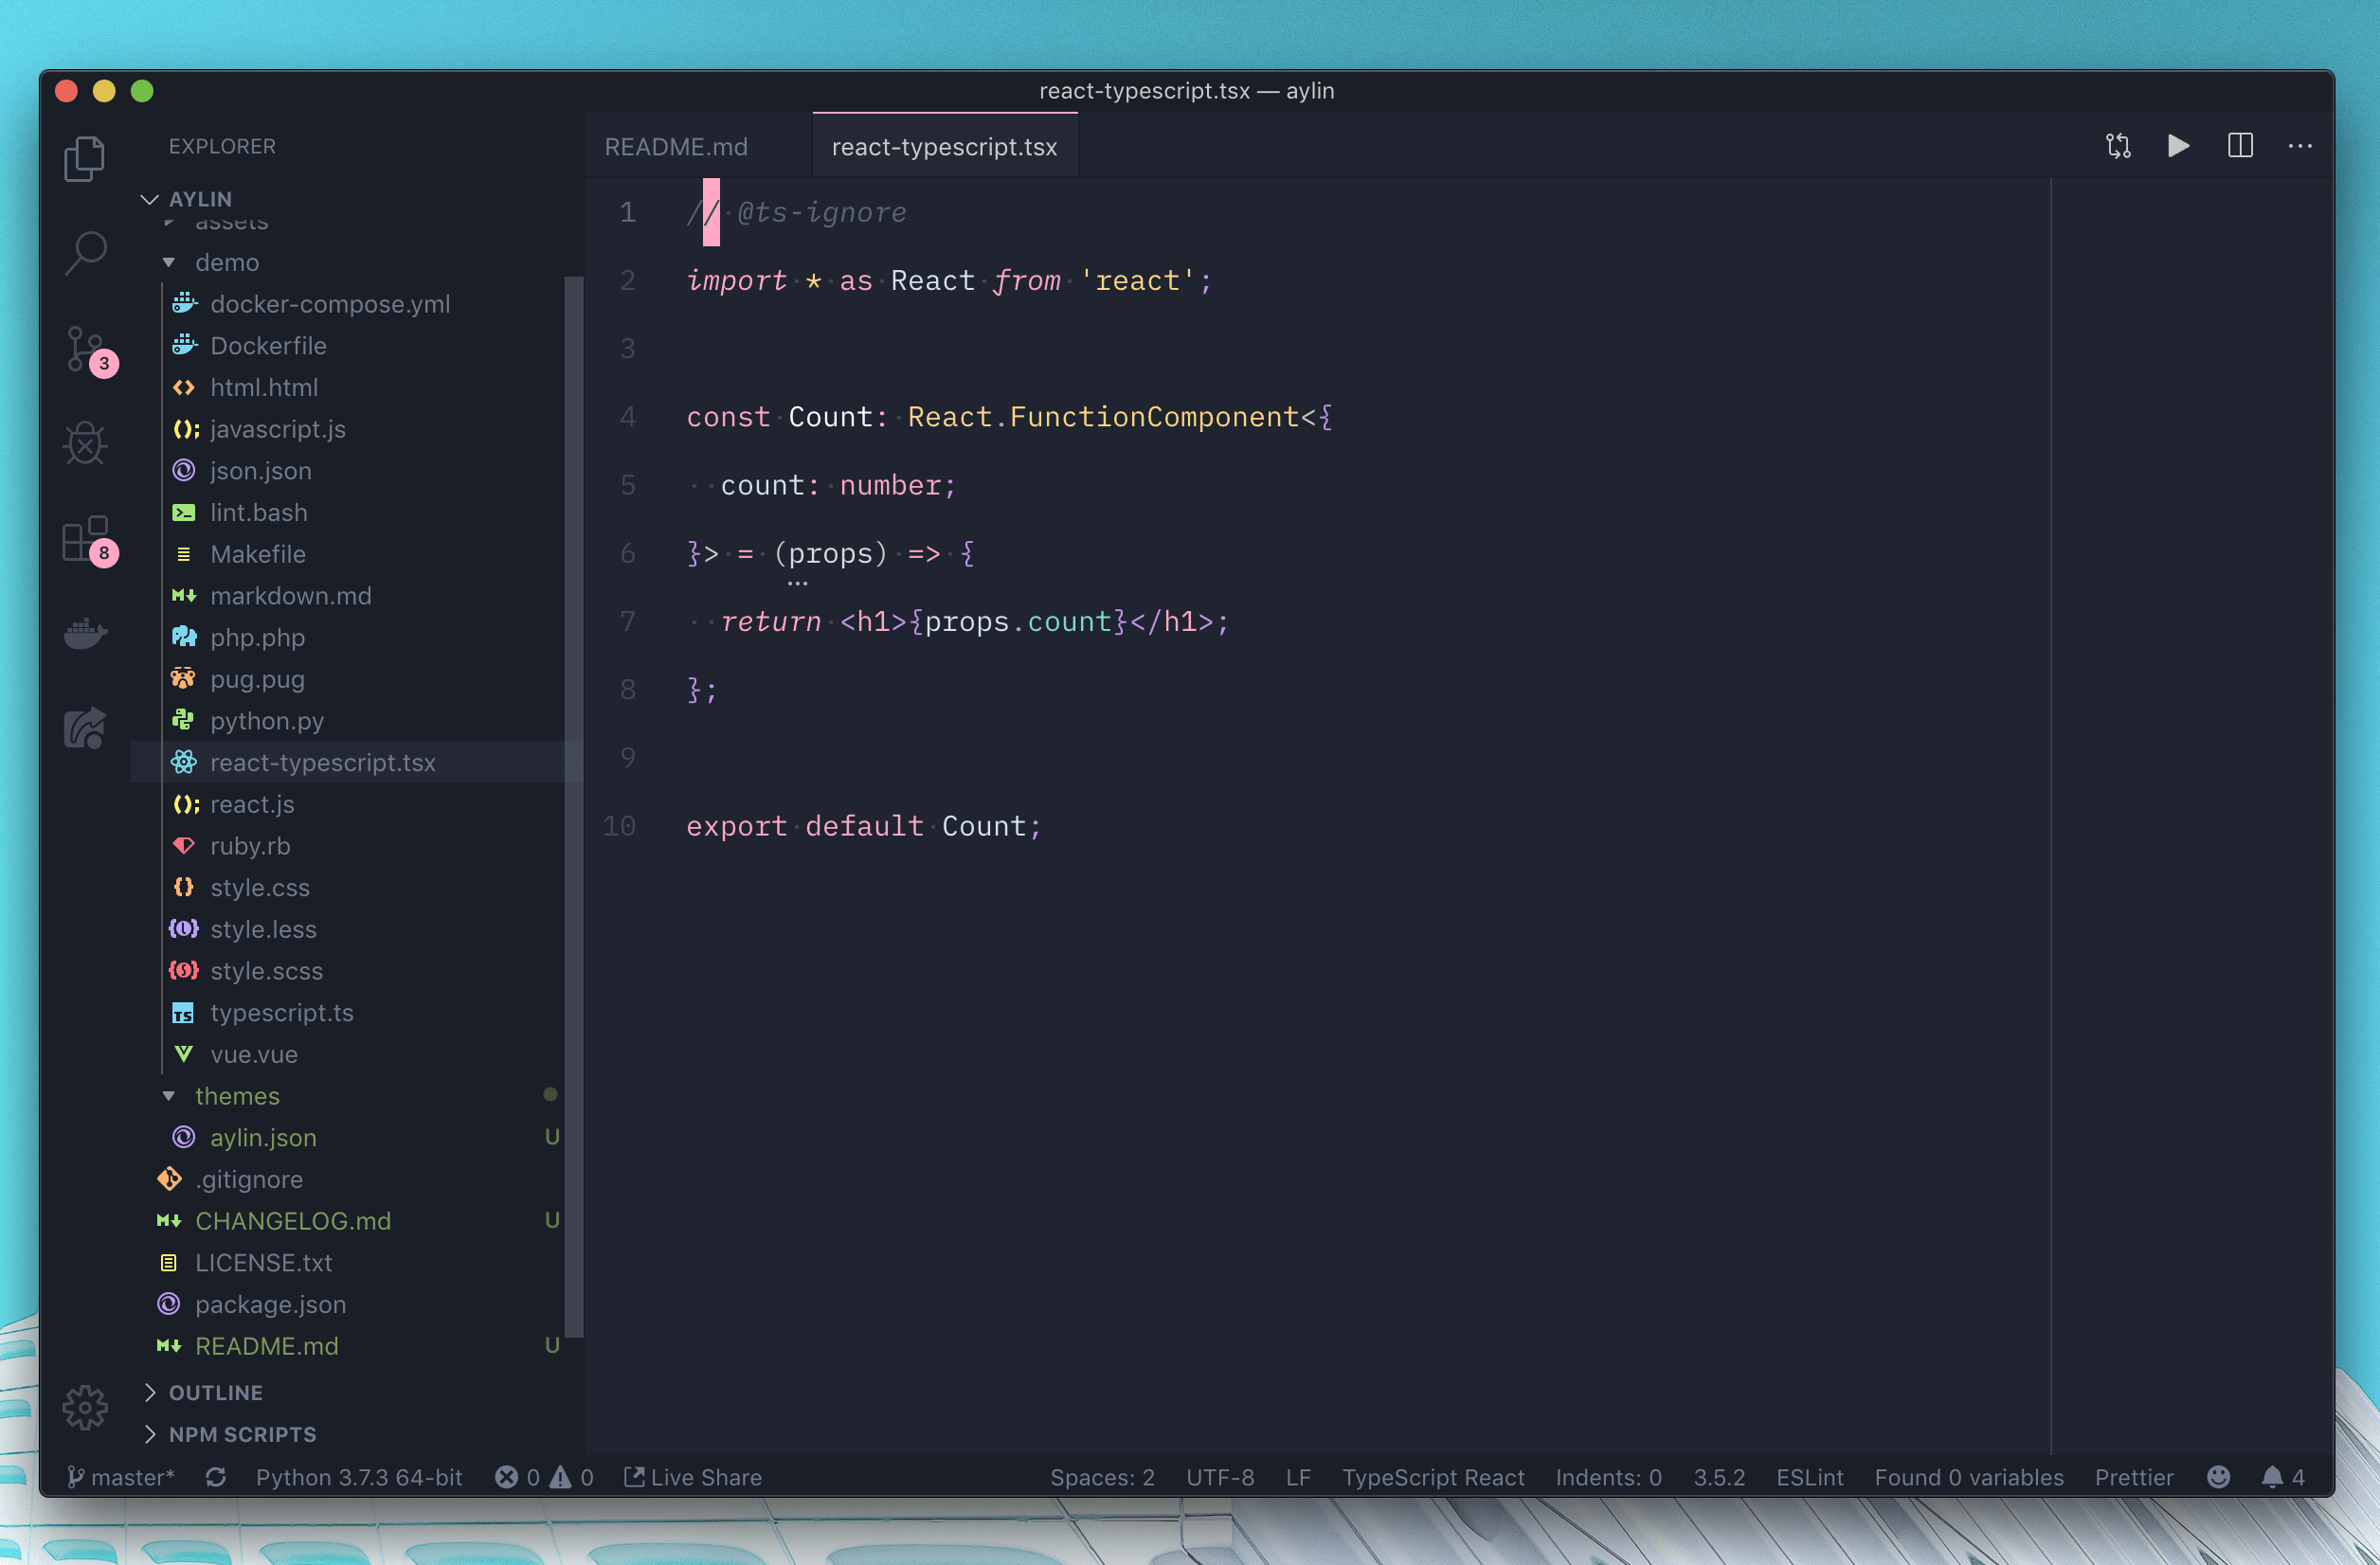 react-typescript.tsx — aylin
EXPLORER
AYLIN
assets
demo
docker-compose.yml
Dockerfile
html.html
javascript.js
json.json
lint.bash
Makefile
markdown.md
php.php
pug.pug
python.py
react-typescript.tsx
react.js
ruby.rb
style.css
style.less
style.scss
typescript.ts
vue.vue
themes
aylin.json U
.gitignore
CHANGELOG.md U
LICENSE.txt
package.json
README.md U
OUTLINE
NPM SCRIPTS
3
8
README.md react-typescript.tsx
1 // @ts-ignore
2 import * as React from 'react';
3
4 const Count: React.FunctionComponent<{
5   count: number;
6 }> = (props) => {
7   return <h1>{props.count}</h1>;
8 };
9
10 export default Count;
master* Python 3.7.3 64-bit 0 0 Live Share Spaces: 2 UTF-8 LF TypeScript React Indents: 0 3.5.2 ESLint Found 0 variables Prettier 4